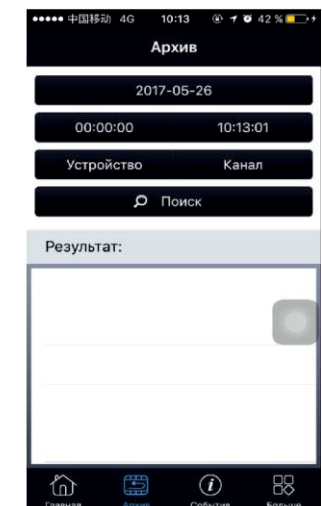 中国移动 4G 10:13 42 %
Архив
2017-05-26
00:00:00 10:13:01
Устройство Канал
Поиск
Результат:
Главная Архив События Больше